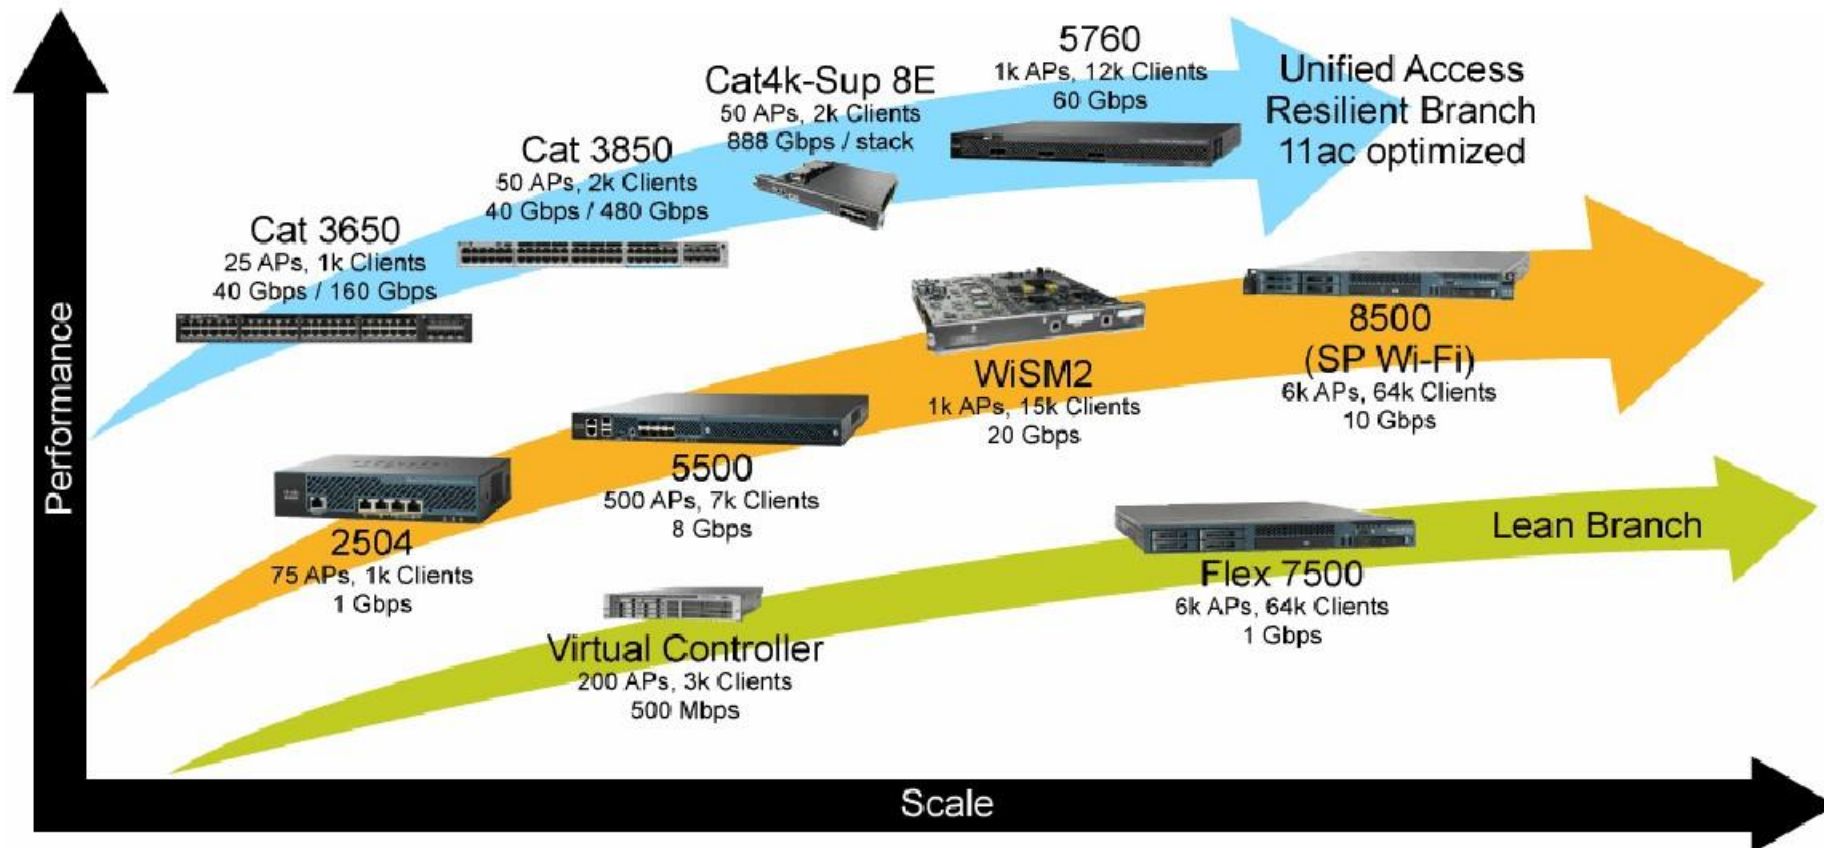 Performance
5760
1k APs, 12k Clients
60 Gbps
Unified Access
Resilient Branch
11ac optimized
Cat4k-Sup 8E
50 APs, 2k Clients
888 Gbps / stack
Cat 3850
50 APs, 2k Clients
40 Gbps / 480 Gbps
Cat 3650
25 APs, 1k Clients
40 Gbps / 160 Gbps
8500
(SP Wi-Fi)
6k APs, 64k Clients
10 Gbps
WiSM2
1k APs, 15k Clients
20 Gbps
5500
500 APs, 7k Clients
8 Gbps
2504
75 APs, 1k Clients
1 Gbps
Lean Branch
Flex 7500
6k APs, 64k Clients
1 Gbps
Virtual Controller
200 APs, 3k Clients
500 Mbps
Scale